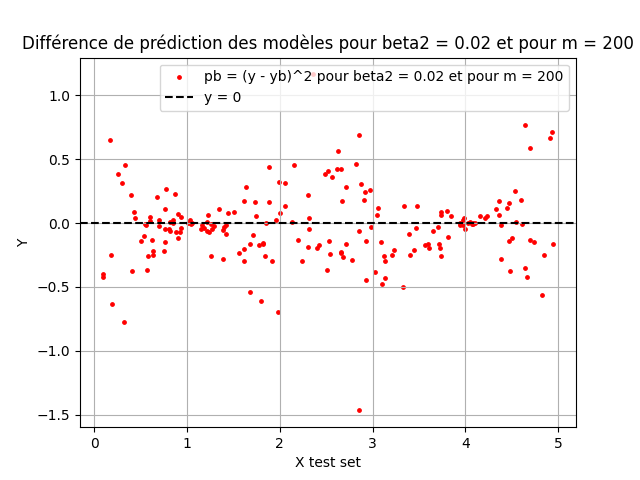 Différence de prédiction des modèles pour beta2 = 0.02 et pour m = 200
pb = (y - yb)^2 pour beta2 = 0.02 et pour m = 200
y = 0
1.0
0.5
0.0
−0.5
−1.0
−1.5
Y
0 1 2 3 4 5
X test set